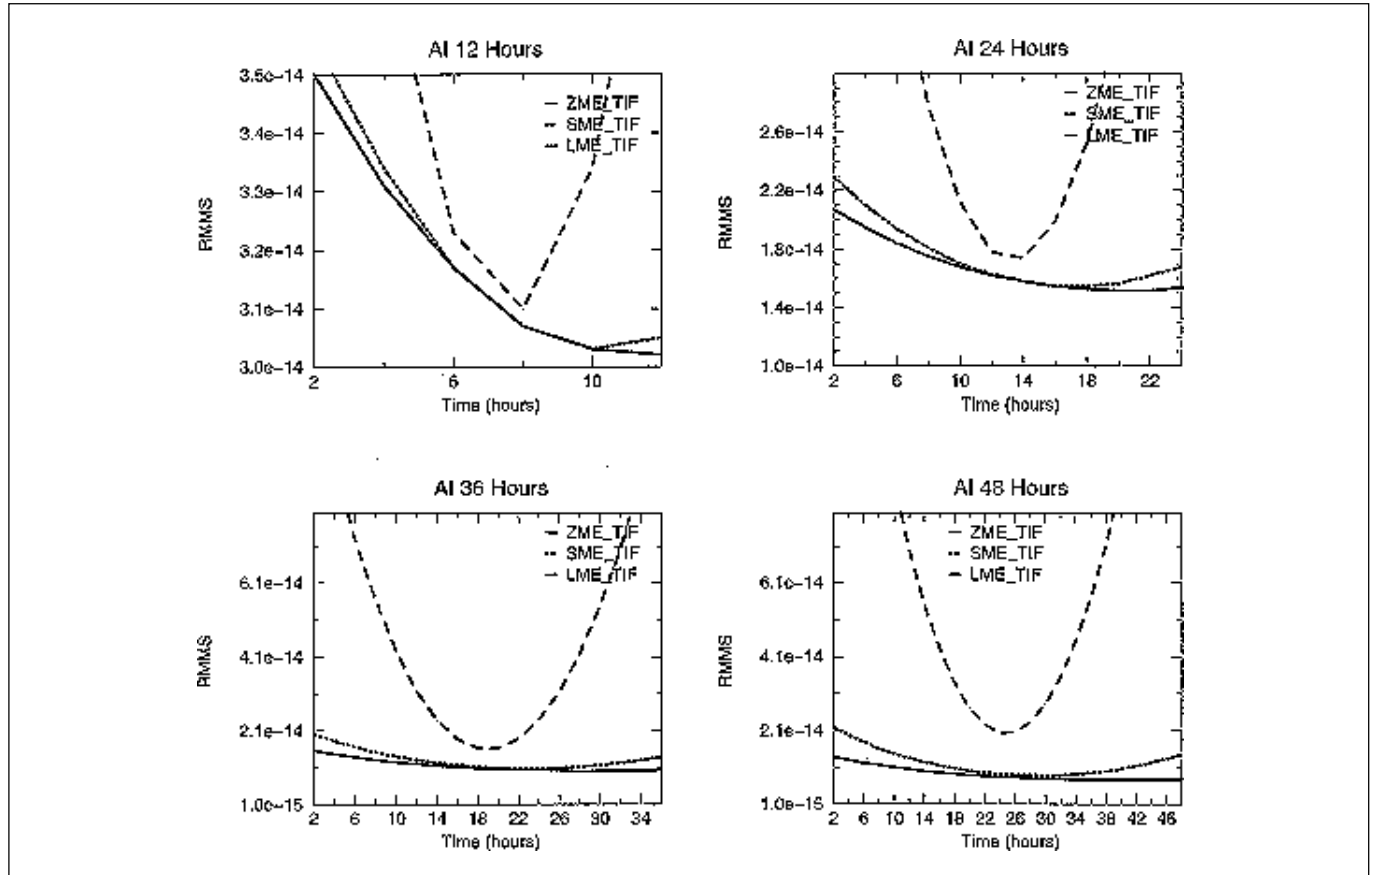 AI 12 Hours
3.5e-14
3.4e-14
3.3e-14
3.2e-14
3.1e-14
3.0e-14
RMMS
ZME_TIF
SME_TIF
LME_TIF
2 6 10
Time (hours)
AI 24 Hours
2.6e-14
2.2e-14
1.8e-14
1.4e-14
1.0e-14
RMMS
ZME_TIF
SME_TIF
LME_TIF
2 6 10 14 18 22
Time (hours)
AI 36 Hours
6.1e-14
4.1e-14
2.1e-14
1.0e-15
RMMS
ZME_TIF
SME_TIF
LME_TIF
2 6 10 14 18 22 26 30 34
Time (hours)
AI 48 Hours
6.1e-14
4.1e-14
2.1e-14
1.0e-15
RMMS
ZME_TIF
SME_TIF
LME_TIF
2 6 10 14 18 22 26 30 34 38 42 46
Time (hours)